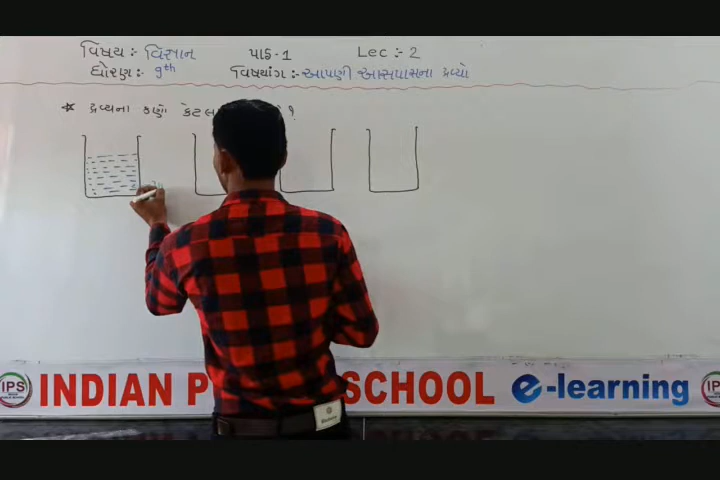 વિષય :- વિજ્ઞાન પાઠ-1 Lec :- 2
ધોરણ :- 9th વિષયાંગ :- આપણી આસપાસના દ્રવ્યો
* દ્રવ્યના કણો કેટલ ?
IPS INDIAN P SCHOOL e-learning IPS